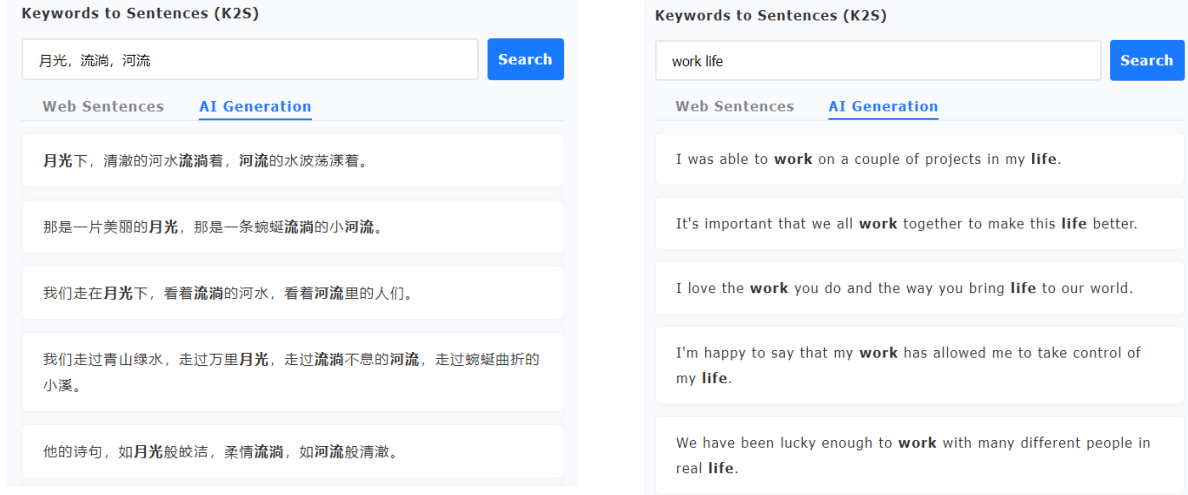 Keywords to Sentences (K2S)
月光，流淌，河流
Search
Web Sentences
AI Generation
月光下，清澈的河水流淌着，河流的水波荡漾着。
那是一片美丽的月光，那是一条蜿蜒流淌的小河流。
我们走在月光下，看着流淌的河水，看着河流里的人们。
我们走过青山绿水，走过万里月光，走过流淌不息的河流，走过蜿蜒曲折的
小溪。
他的诗句，如月光般皎洁，柔情流淌，如河流般清澈。
Keywords to Sentences (K2S)
work life
Search
Web Sentences
AI Generation
I was able to work on a couple of projects in my life.
It's important that we all work together to make this life better.
I love the work you do and the way you bring life to our world.
I'm happy to say that my work has allowed me to take control of
my life.
We have been lucky enough to work with many different people in
real life.